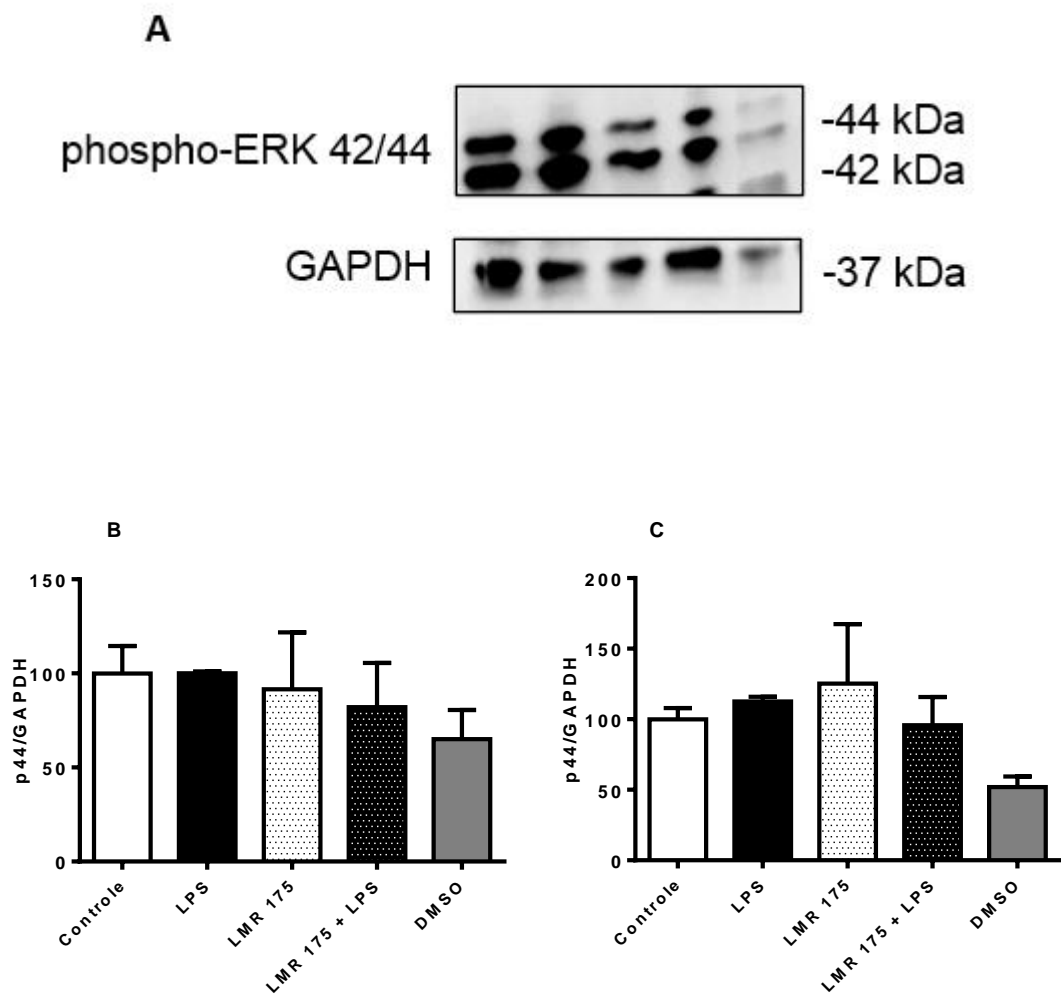 A
phospho-ERK 42/44
-44 kDa
-42 kDa
GAPDH
-37 kDa
B
p44/GAPDH
150
100
50
0
Controle
LPS
LMR 175
LMR 175 + LPS
DMSO
C
p44/GAPDH
200
150
100
50
0
Controle
LPS
LMR 175
LMR 175 + LPS
DMSO